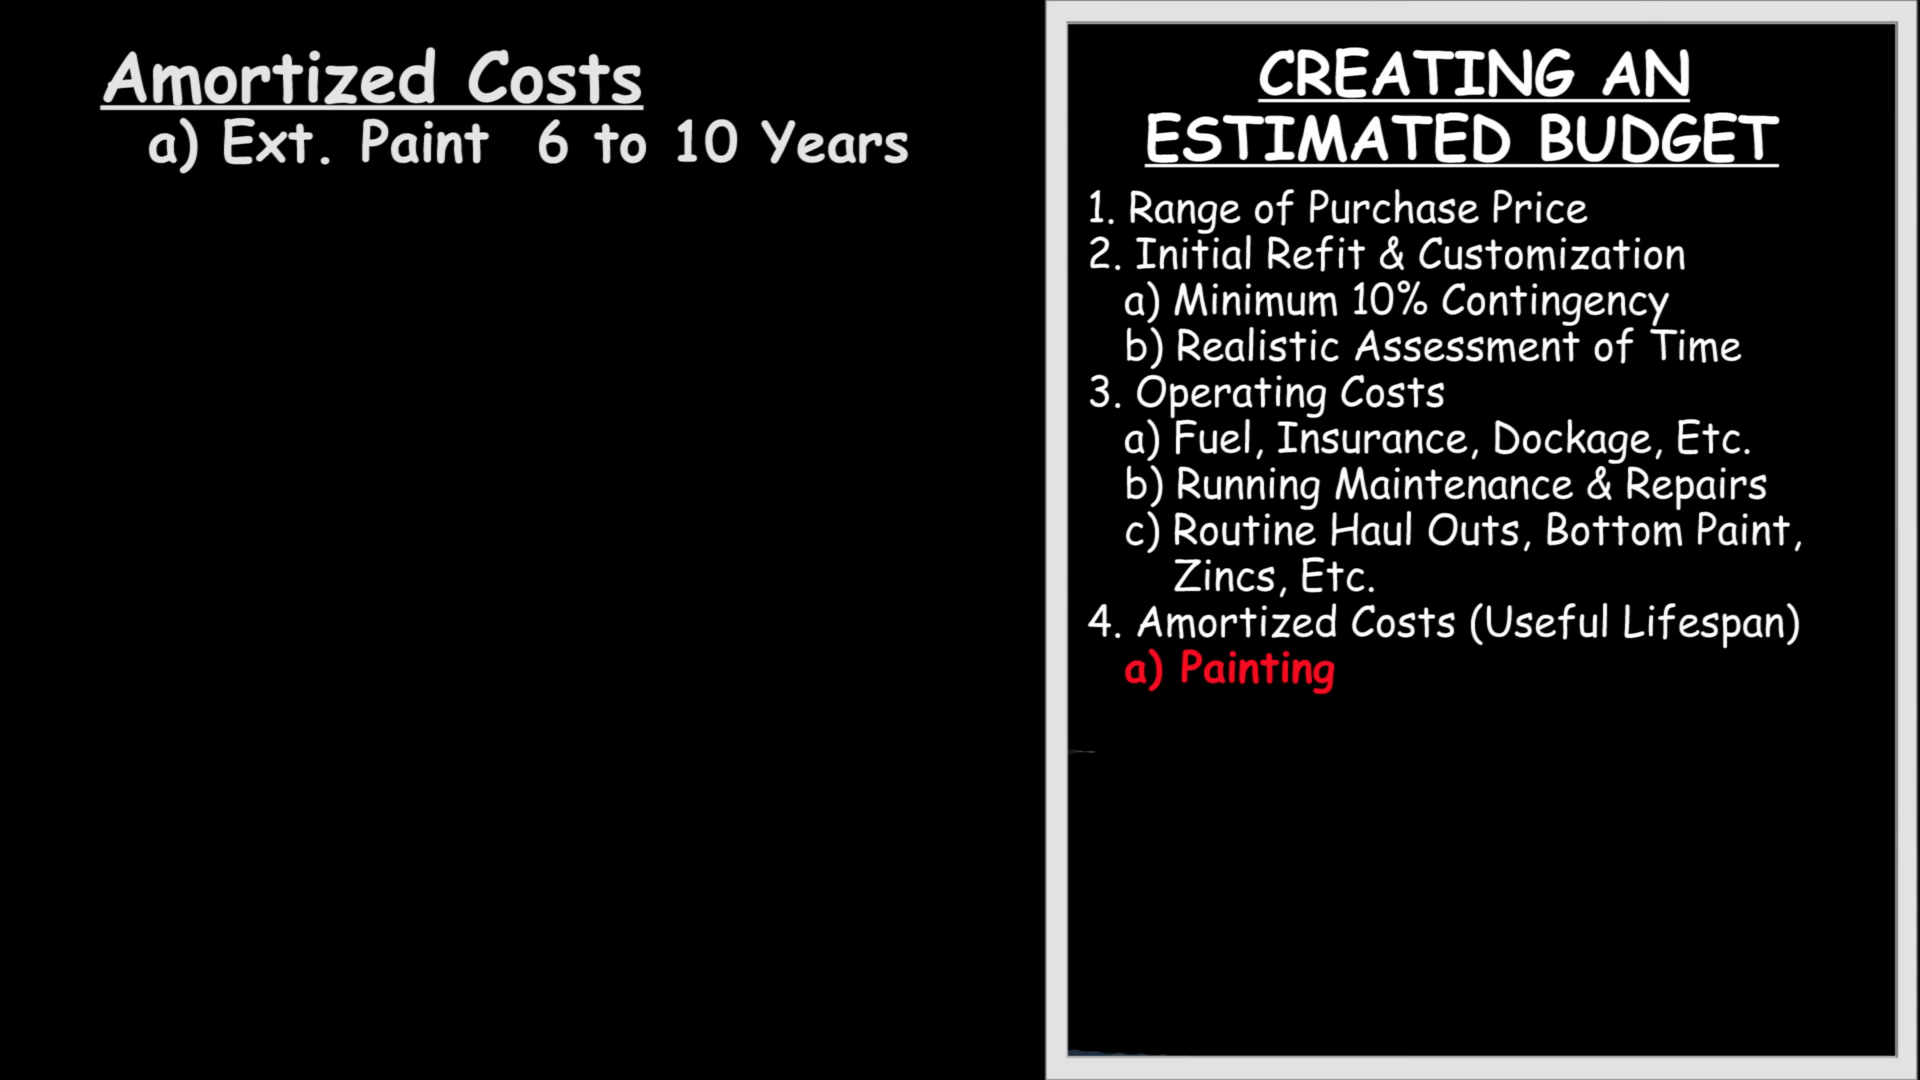 Amortized Costs
a) Ext. Paint 6 to 10 Years
CREATING AN
ESTIMATED BUDGET
1. Range of Purchase Price
2. Initial Refit & Customization
a) Minimum 10% Contingency
b) Realistic Assessment of Time
3. Operating Costs
a) Fuel, Insurance, Dockage, Etc.
b) Running Maintenance & Repairs
c) Routine Haul Outs, Bottom Paint,
Zincs, Etc.
4. Amortized Costs (Useful Lifespan)
a) Painting